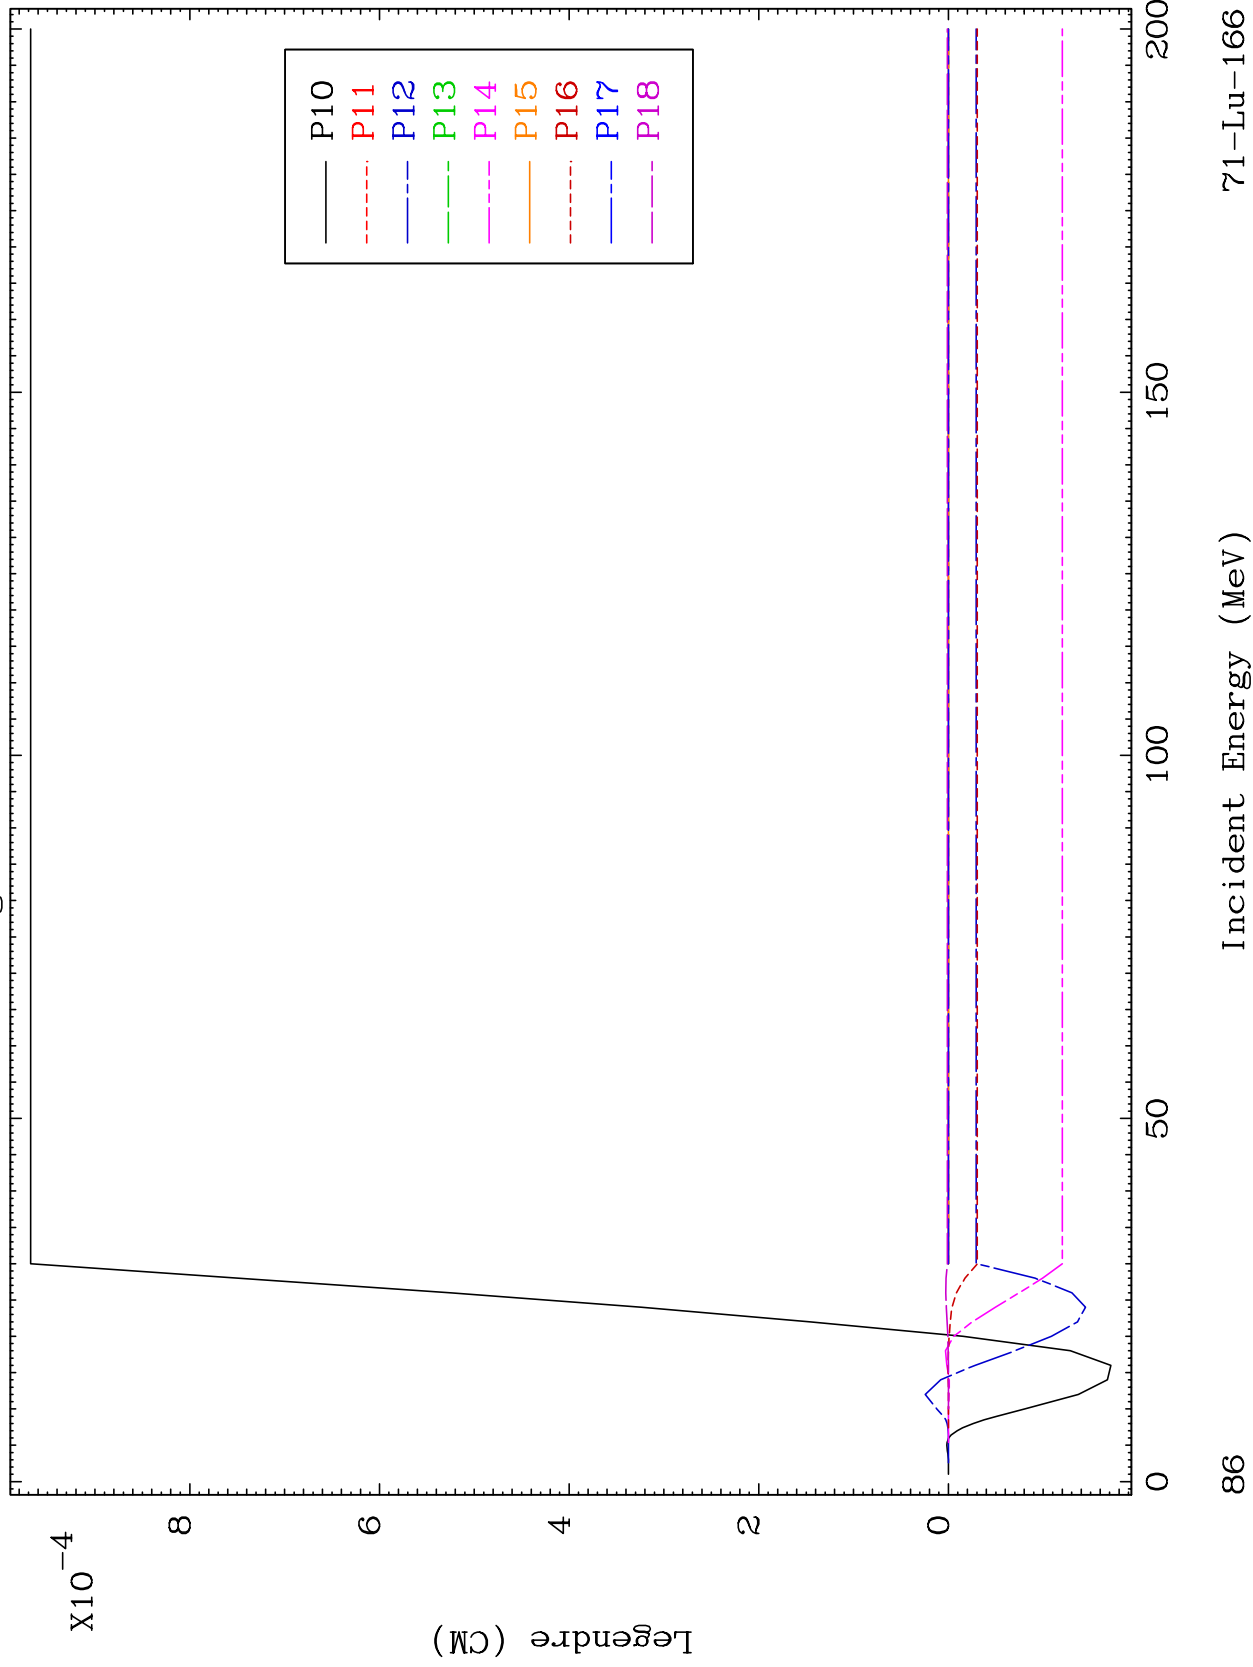 X10⁻⁴
8
6
4
2
0
Legendre (CM)
P10
P11
P12
P13
P14
P15
P16
P17
P18
0
50
100
150
200
Incident Energy (MeV)
86
71-Lu-166